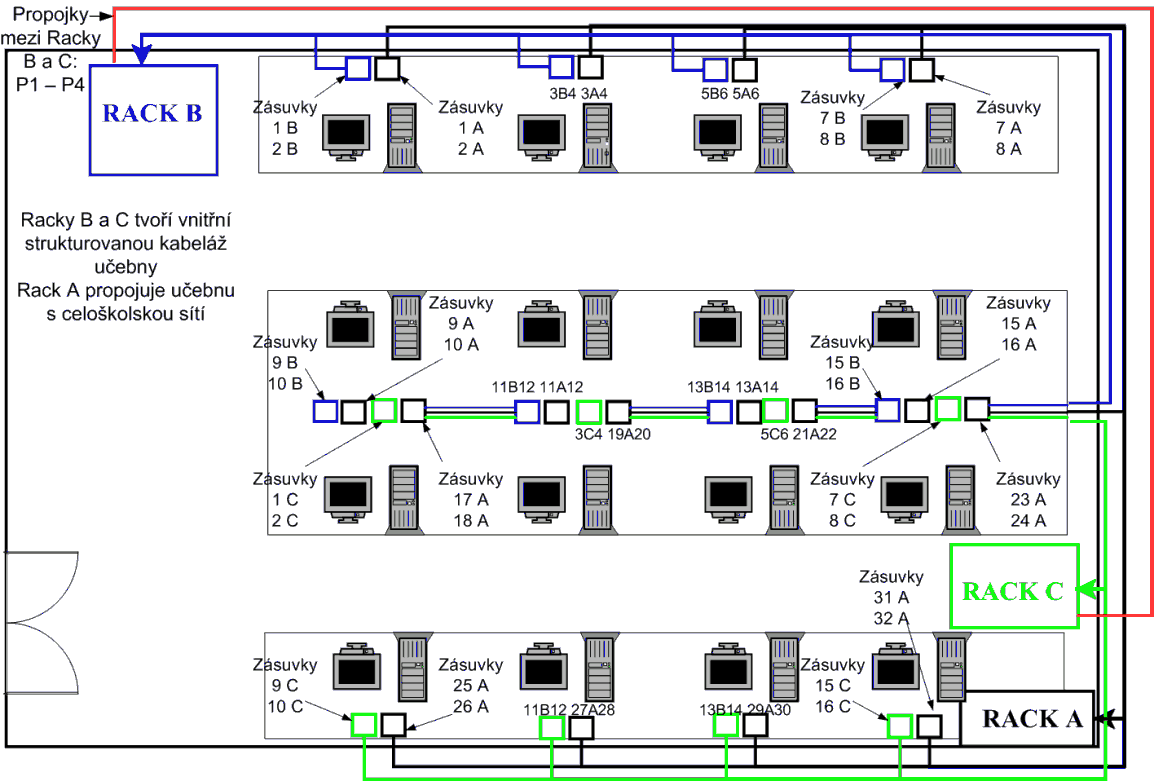 Propojky
mezi Racky
B a C:
P1 – P4
RACK B
Zásuvky
1 B
2 B
Zásuvky
1 A
2 A
3B4 3A4
5B6 5A6
Zásuvky
7 B
8 B
Zásuvky
7 A
8 A
Racky B a C tvoří vnitřní
strukturovanou kabeláž
učebny
Rack A propojuje učebnu
s celoškolskou sítí
Zásuvky
9 B
10 B
Zásuvky
9 A
10 A
11B12 11A12
13B14 13A14
Zásuvky
15 B
16 B
Zásuvky
15 A
16 A
3C4 19A20
5C6 21A22
Zásuvky
1 C
2 C
Zásuvky
17 A
18 A
Zásuvky
7 C
8 C
Zásuvky
23 A
24 A
RACK C
Zásuvky
31 A
32 A
Zásuvky
9 C
10 C
Zásuvky
25 A
26 A
11B12 27A28
13B14 29A30
Zásuvky
15 C
16 C
RACK A